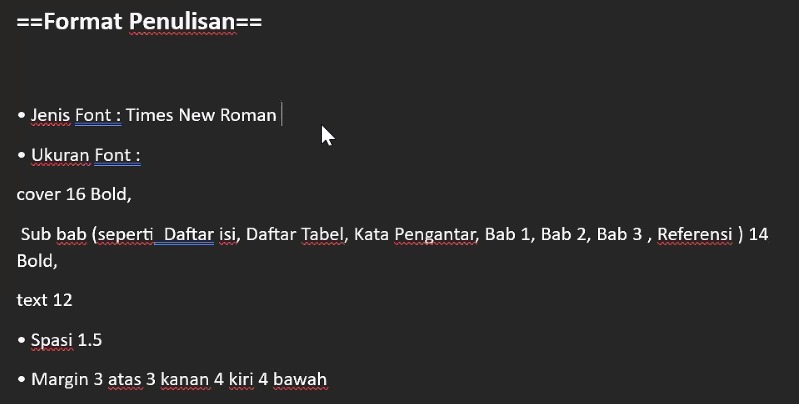 ==Format Penulisan==
• Jenis Font : Times New Roman
• Ukuran Font :
cover 16 Bold,
Sub bab (seperti  Daftar isi, Daftar Tabel, Kata Pengantar, Bab 1, Bab 2, Bab 3 , Referensi ) 14
Bold,
text 12
• Spasi 1.5
• Margin 3 atas 3 kanan 4 kiri 4 bawah